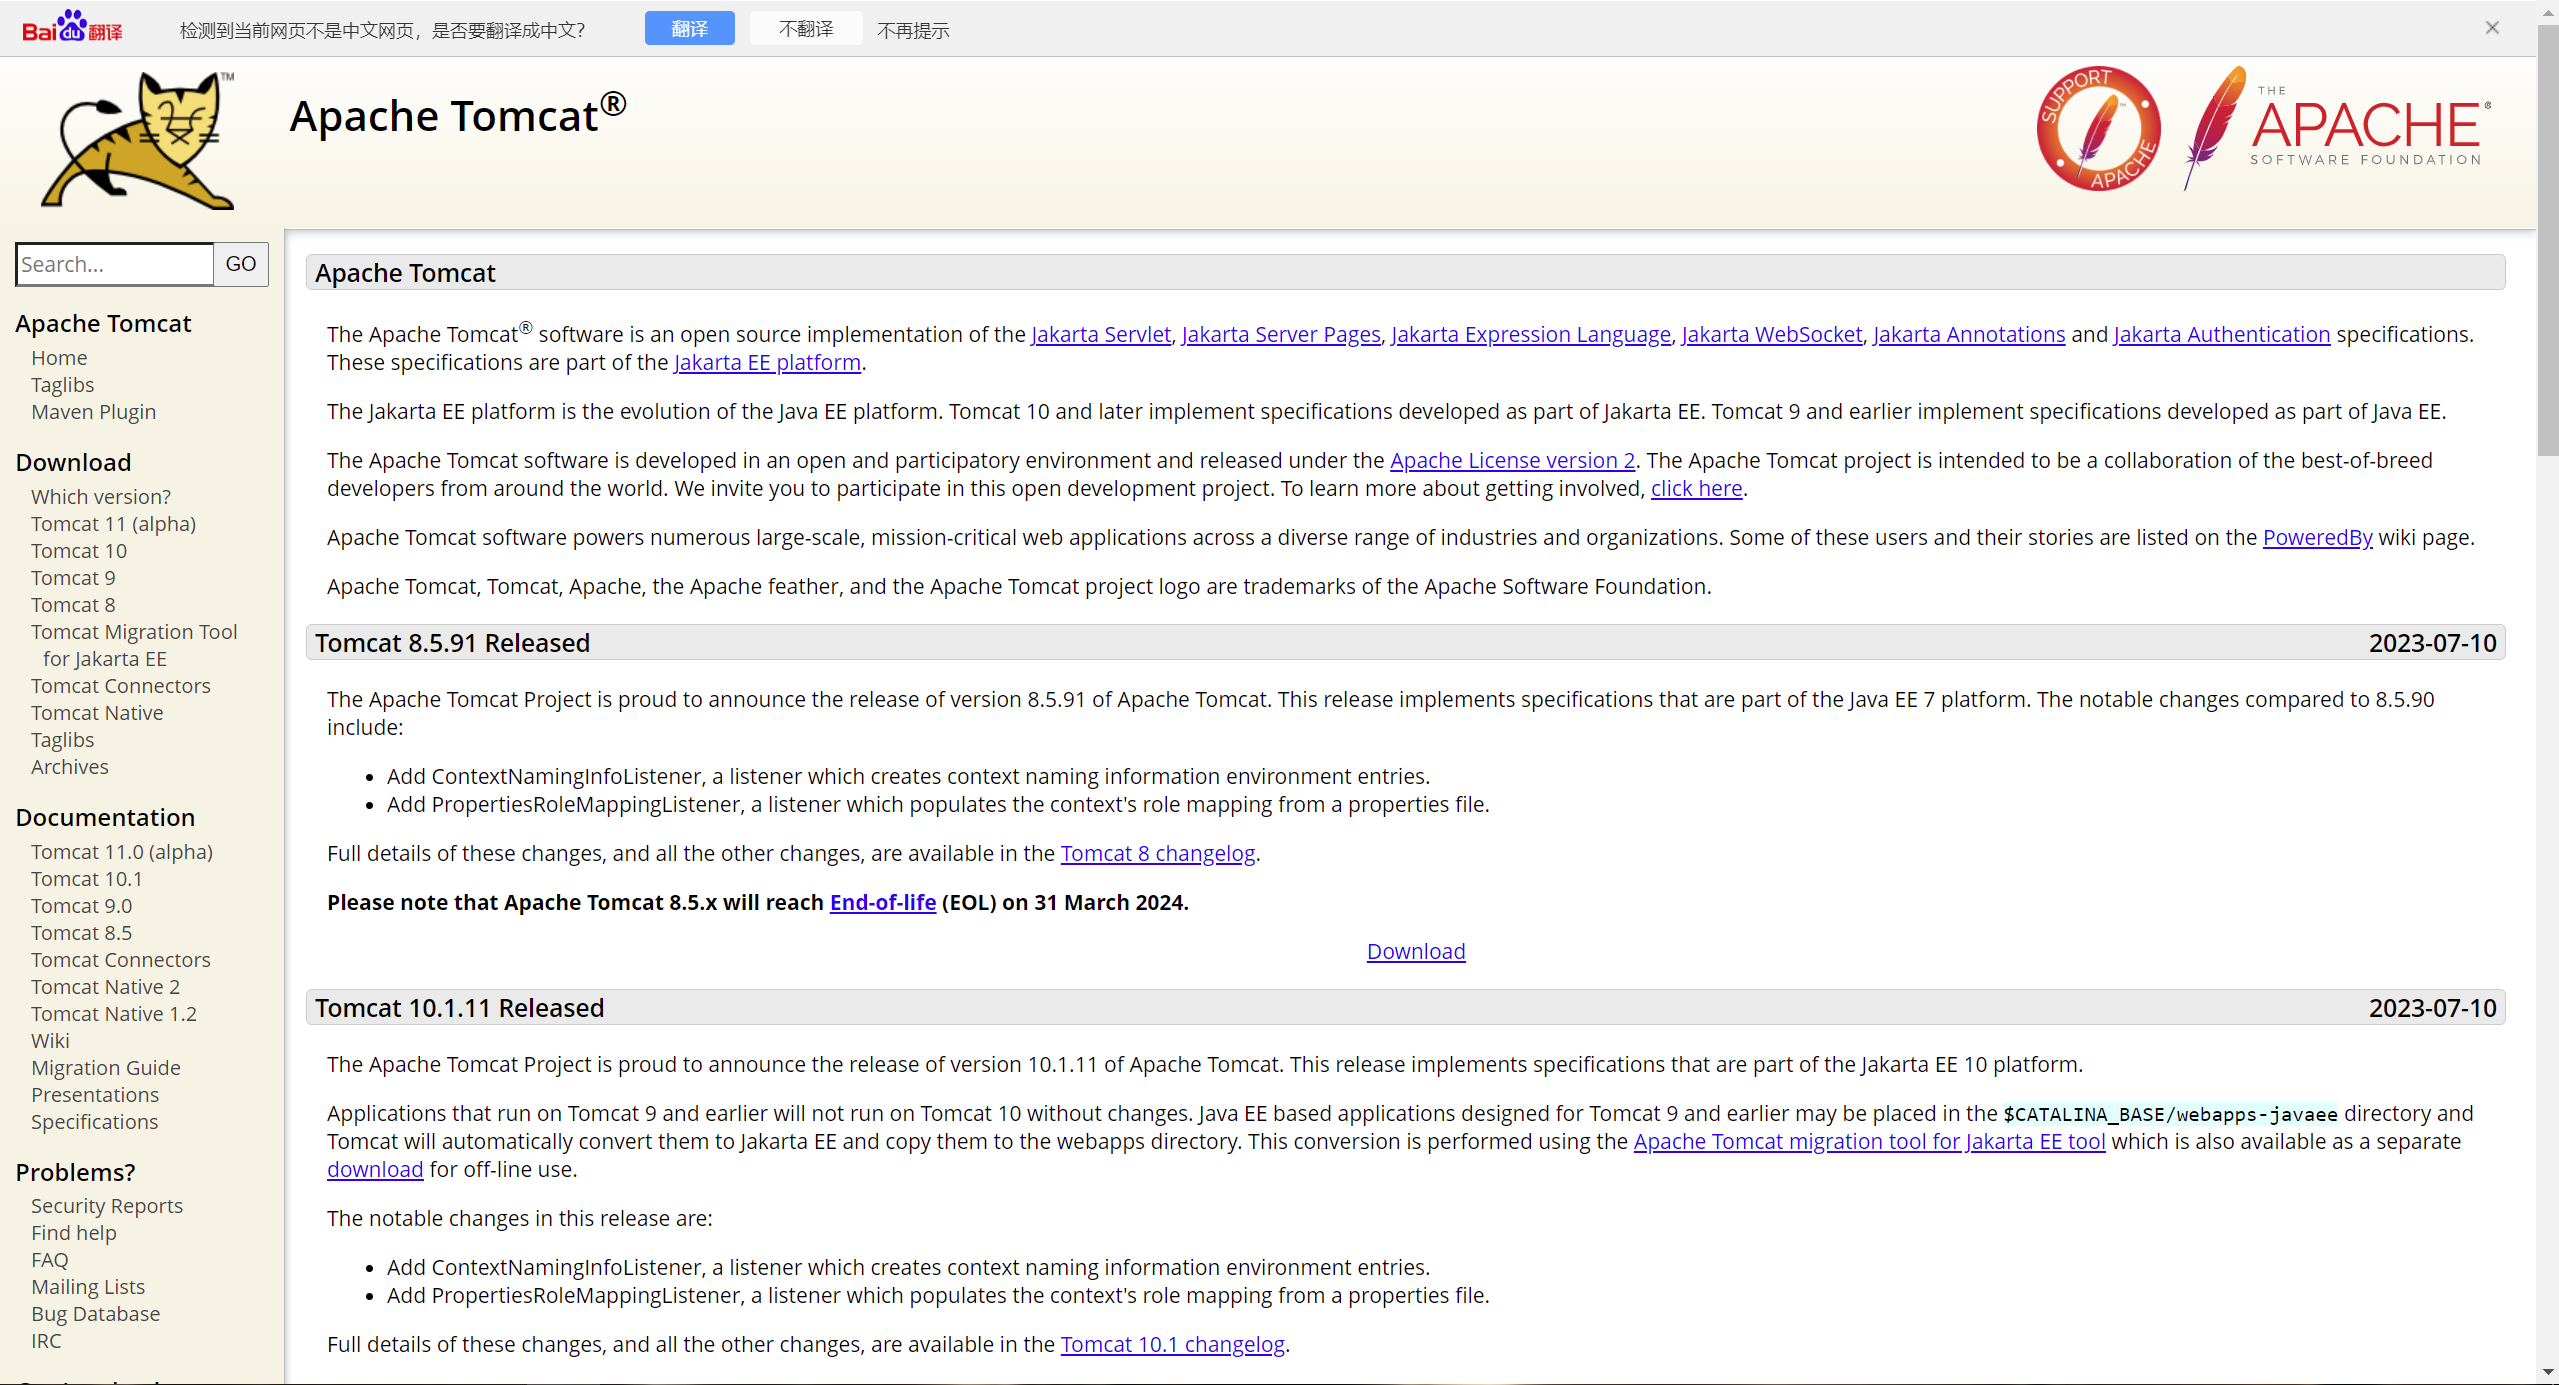 Bai du 翻译
检测到当前网页不是中文网页，是否要翻译成中文?
翻译
不翻译
不再提示
TM
Apache Tomcat®
SUPPORT APACHE
THE
APACHE®
SOFTWARE FOUNDATION
Search...
GO
Apache Tomcat
Home
Taglibs
Maven Plugin
Download
Which version?
Tomcat 11 (alpha)
Tomcat 10
Tomcat 9
Tomcat 8
Tomcat Migration Tool
for Jakarta EE
Tomcat Connectors
Tomcat Native
Taglibs
Archives
Documentation
Tomcat 11.0 (alpha)
Tomcat 10.1
Tomcat 9.0
Tomcat 8.5
Tomcat Connectors
Tomcat Native 2
Tomcat Native 1.2
Wiki
Migration Guide
Presentations
Specifications
Problems?
Security Reports
Find help
FAQ
Mailing Lists
Bug Database
IRC
Apache Tomcat
The Apache Tomcat® software is an open source implementation of the Jakarta Servlet, Jakarta Server Pages, Jakarta Expression Language, Jakarta WebSocket, Jakarta Annotations and Jakarta Authentication specifications.
These specifications are part of the Jakarta EE platform.
The Jakarta EE platform is the evolution of the Java EE platform. Tomcat 10 and later implement specifications developed as part of Jakarta EE. Tomcat 9 and earlier implement specifications developed as part of Java EE.
The Apache Tomcat software is developed in an open and participatory environment and released under the Apache License version 2. The Apache Tomcat project is intended to be a collaboration of the best-of-breed
developers from around the world. We invite you to participate in this open development project. To learn more about getting involved, click here.
Apache Tomcat software powers numerous large-scale, mission-critical web applications across a diverse range of industries and organizations. Some of these users and their stories are listed on the PoweredBy wiki page.
Apache Tomcat, Tomcat, Apache, the Apache feather, and the Apache Tomcat project logo are trademarks of the Apache Software Foundation.
Tomcat 8.5.91 Released 2023-07-10
The Apache Tomcat Project is proud to announce the release of version 8.5.91 of Apache Tomcat. This release implements specifications that are part of the Java EE 7 platform. The notable changes compared to 8.5.90
include:
• Add ContextNamingInfoListener, a listener which creates context naming information environment entries.
• Add PropertiesRoleMappingListener, a listener which populates the context's role mapping from a properties file.
Full details of these changes, and all the other changes, are available in the Tomcat 8 changelog.
Please note that Apache Tomcat 8.5.x will reach End-of-life (EOL) on 31 March 2024.
Download
Tomcat 10.1.11 Released 2023-07-10
The Apache Tomcat Project is proud to announce the release of version 10.1.11 of Apache Tomcat. This release implements specifications that are part of the Jakarta EE 10 platform.
Applications that run on Tomcat 9 and earlier will not run on Tomcat 10 without changes. Java EE based applications designed for Tomcat 9 and earlier may be placed in the $CATALINA_BASE/webapps-javaee directory and
Tomcat will automatically convert them to Jakarta EE and copy them to the webapps directory. This conversion is performed using the Apache Tomcat migration tool for Jakarta EE tool which is also available as a separate
download for off-line use.
The notable changes in this release are:
• Add ContextNamingInfoListener, a listener which creates context naming information environment entries.
• Add PropertiesRoleMappingListener, a listener which populates the context's role mapping from a properties file.
Full details of these changes, and all the other changes, are available in the Tomcat 10.1 changelog.